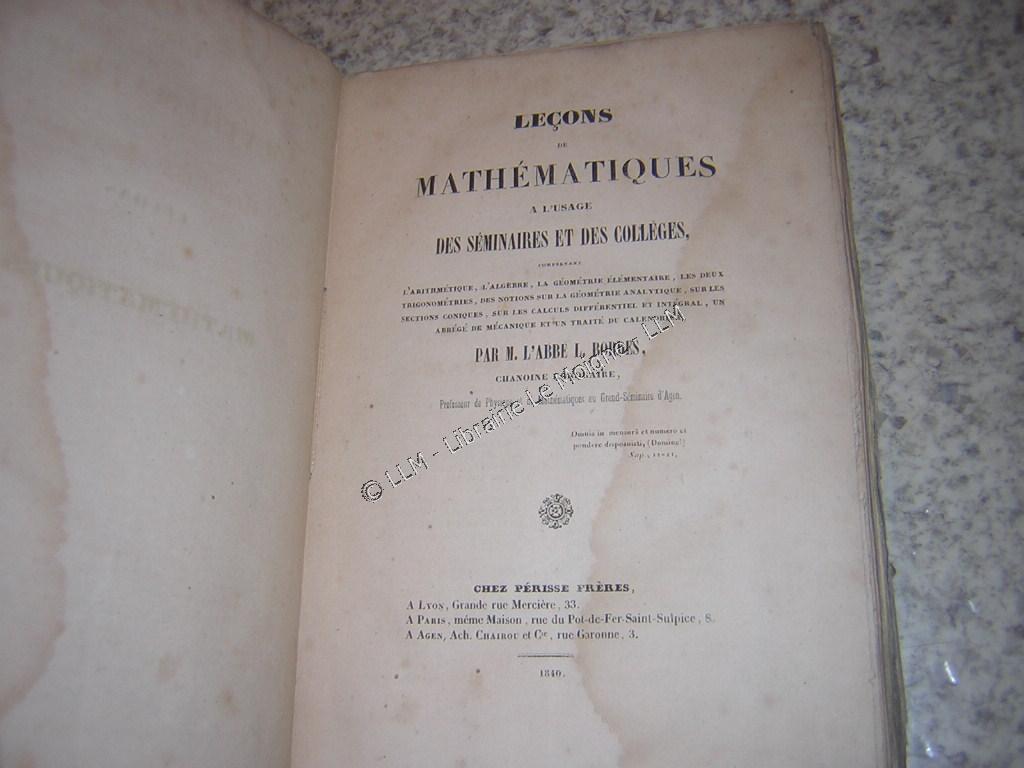 LEÇONS
DE
MATHÉMATIQUES
A L'USAGE
DES SÉMINAIRES ET DES COLLÈGES,
COMPRENANT
L'ARITHMÉTIQUE, L'ALGÈBRE, LA GÉOMÉTRIE ÉLÉMENTAIRE, LES DEUX
TRIGONOMÉTRIES, DES NOTIONS SUR LA GÉOMÉTRIE ANALYTIQUE, SUR LES
SECTIONS CONIQUES, SUR LES CALCULS DIFFÉRENTIEL ET INTÉGRAL, UN
ABRÉGÉ DE MÉCANIQUE ET UN TRAITÉ DU CALENDRIER.
PAR M. L'ABBE L.
CHANOINE
Professeur de Physique et de Mathématiques au Grand-Séminaire d'Agen.
Omnia in mensurâ et numero et
pondere disposuisti, (Domine!)
Sap., 11-21,
© LLM - Librairie Le Moignier LLM
CHEZ PÉRISSE FRÈRES,
A LYON, Grande rue Mercière, 33.
A PARIS, même Maison, rue du Pot-de-Fer-Saint-Sulpice, 8.
A AGEN, Ach. CHAIROU et Cie, rue Garonne, 3.
1840.